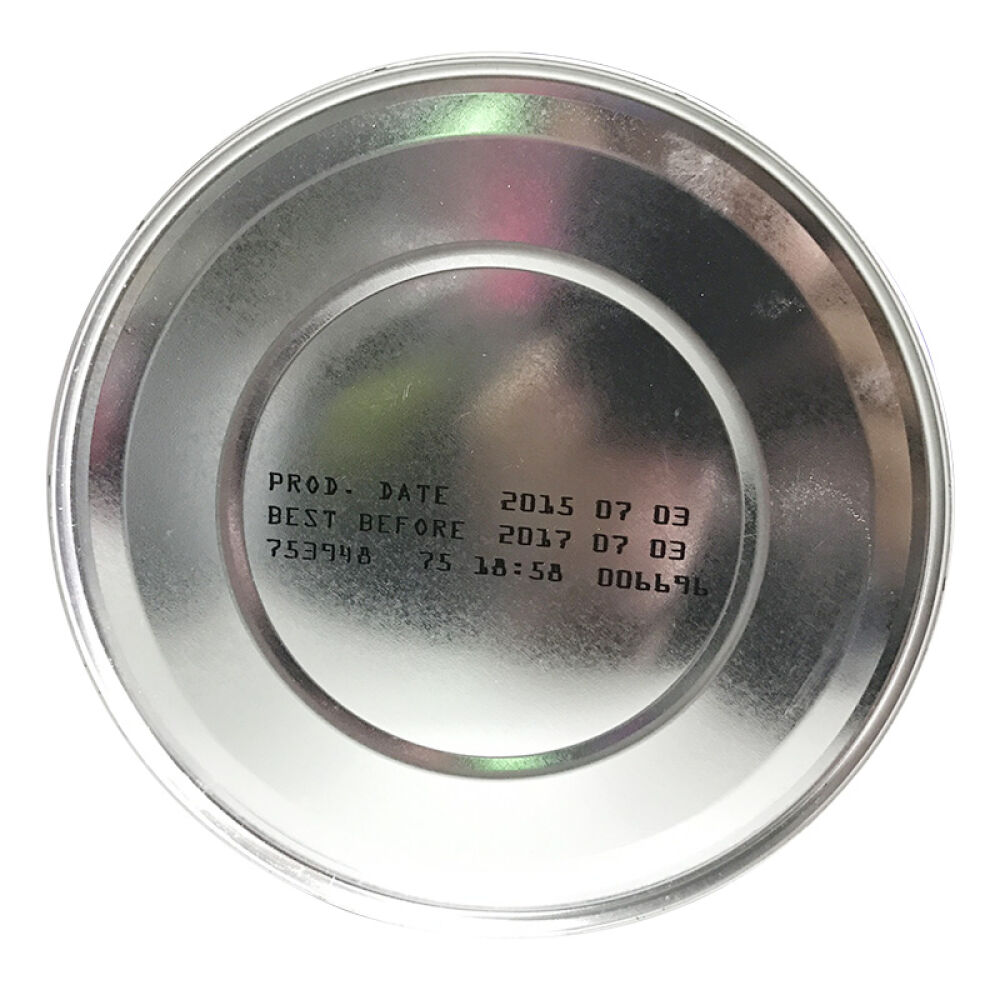 PROD. DATE 2015 07 03
BEST BEFORE 2017 07 03
753948 75 18:58 006696